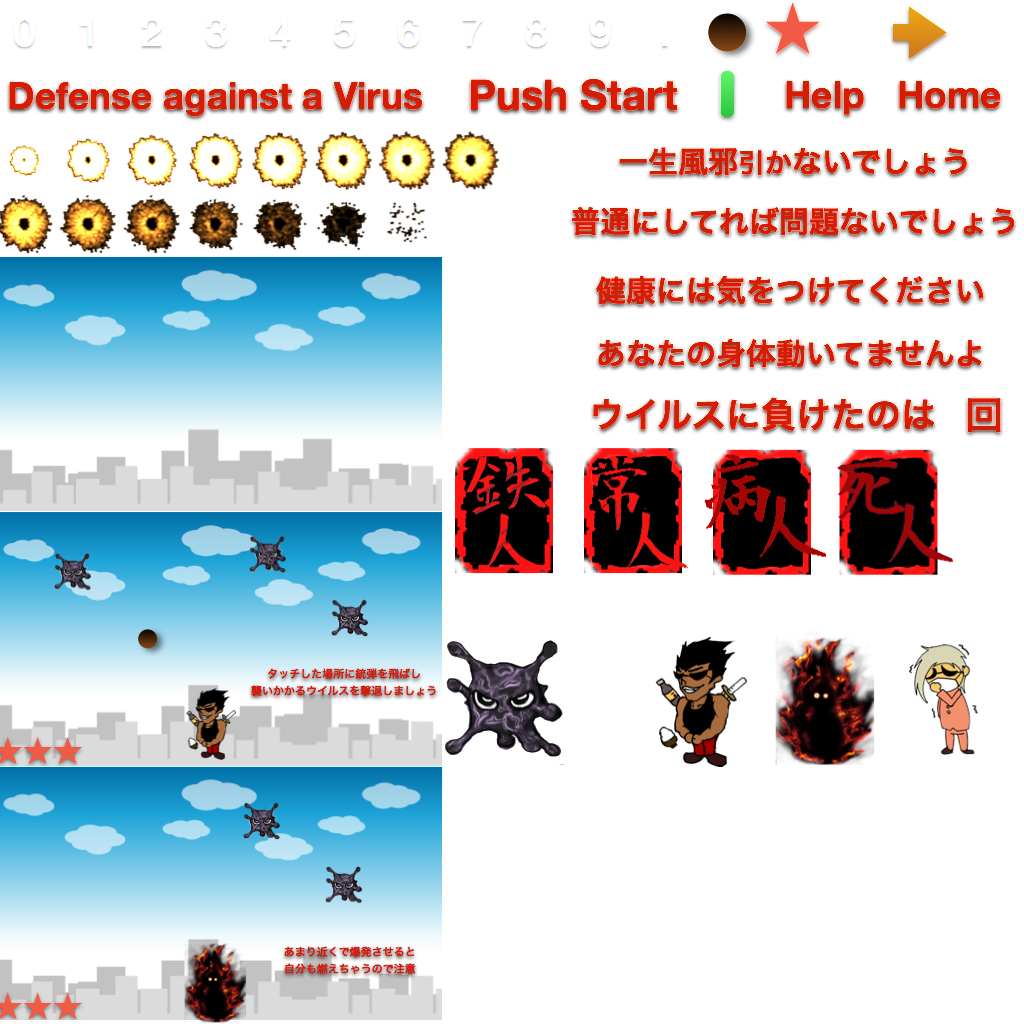 0 1 2 3 4 5 6 7 8 9 .
Defense against a Virus
Push Start
Help
Home
一生風邪引かないでしょう
普通にしてれば問題ないでしょう
健康には気をつけてください
あなたの身体動いてませんよ
ウイルスに負けたのは 回
鉄人
常人
病人
死人
タッチした場所に銃弾を飛ばし
襲いかかるウイルスを撃退しましょう
あまり近くで爆発させると
自分も燃えちゃうので注意